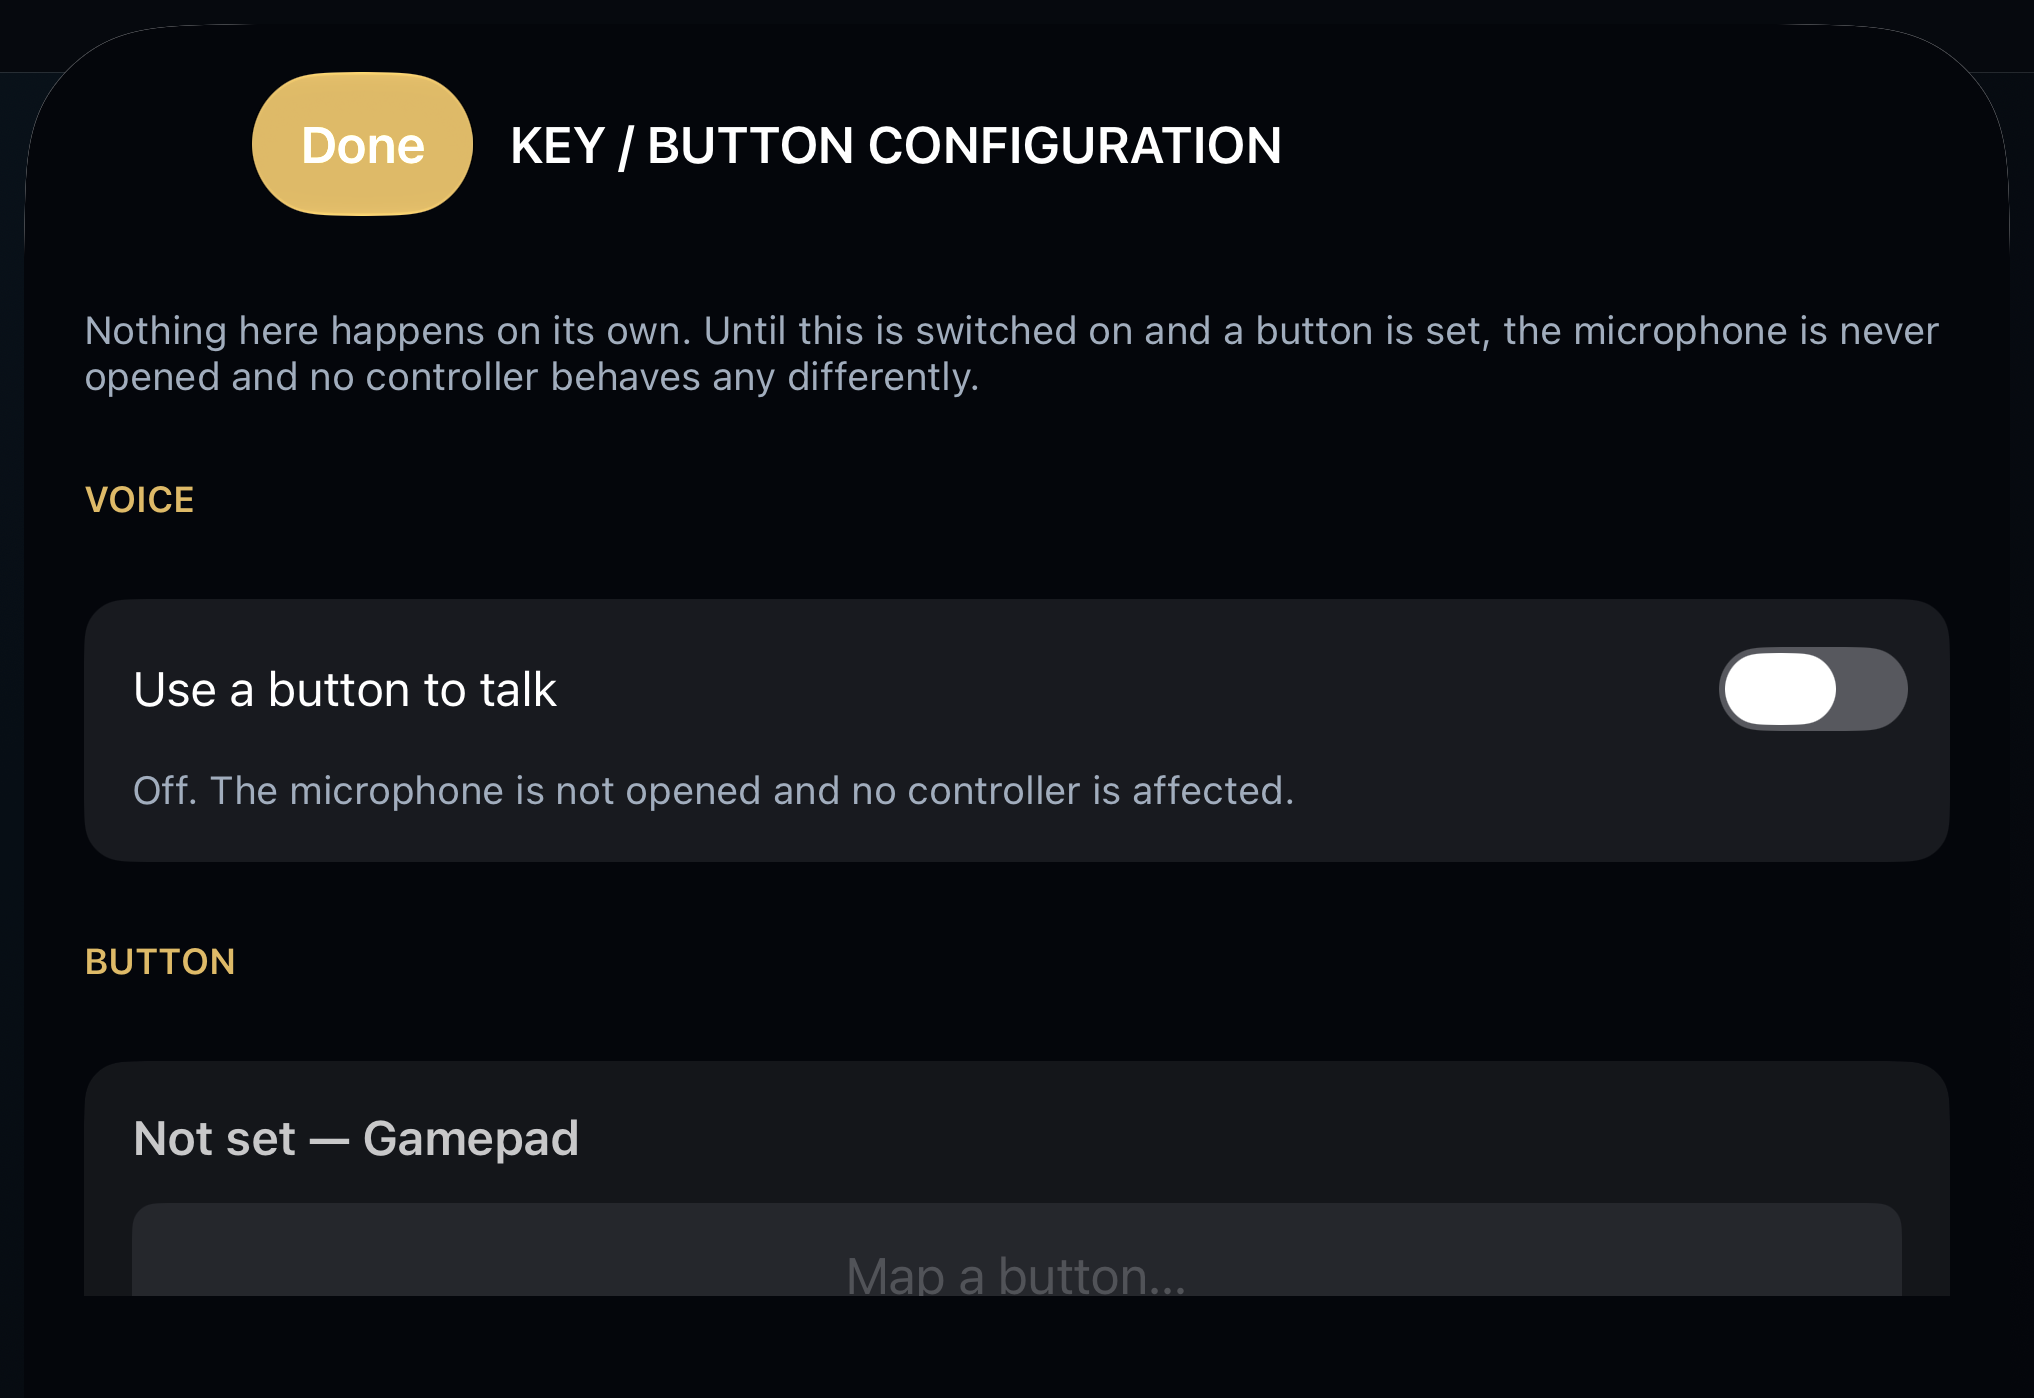 Done
KEY / BUTTON CONFIGURATION
Nothing here happens on its own. Until this is switched on and a button is set, the microphone is never
opened and no controller behaves any differently.
VOICE
Use a button to talk
Off. The microphone is not opened and no controller is affected.
BUTTON
Not set — Gamepad
Map a button...